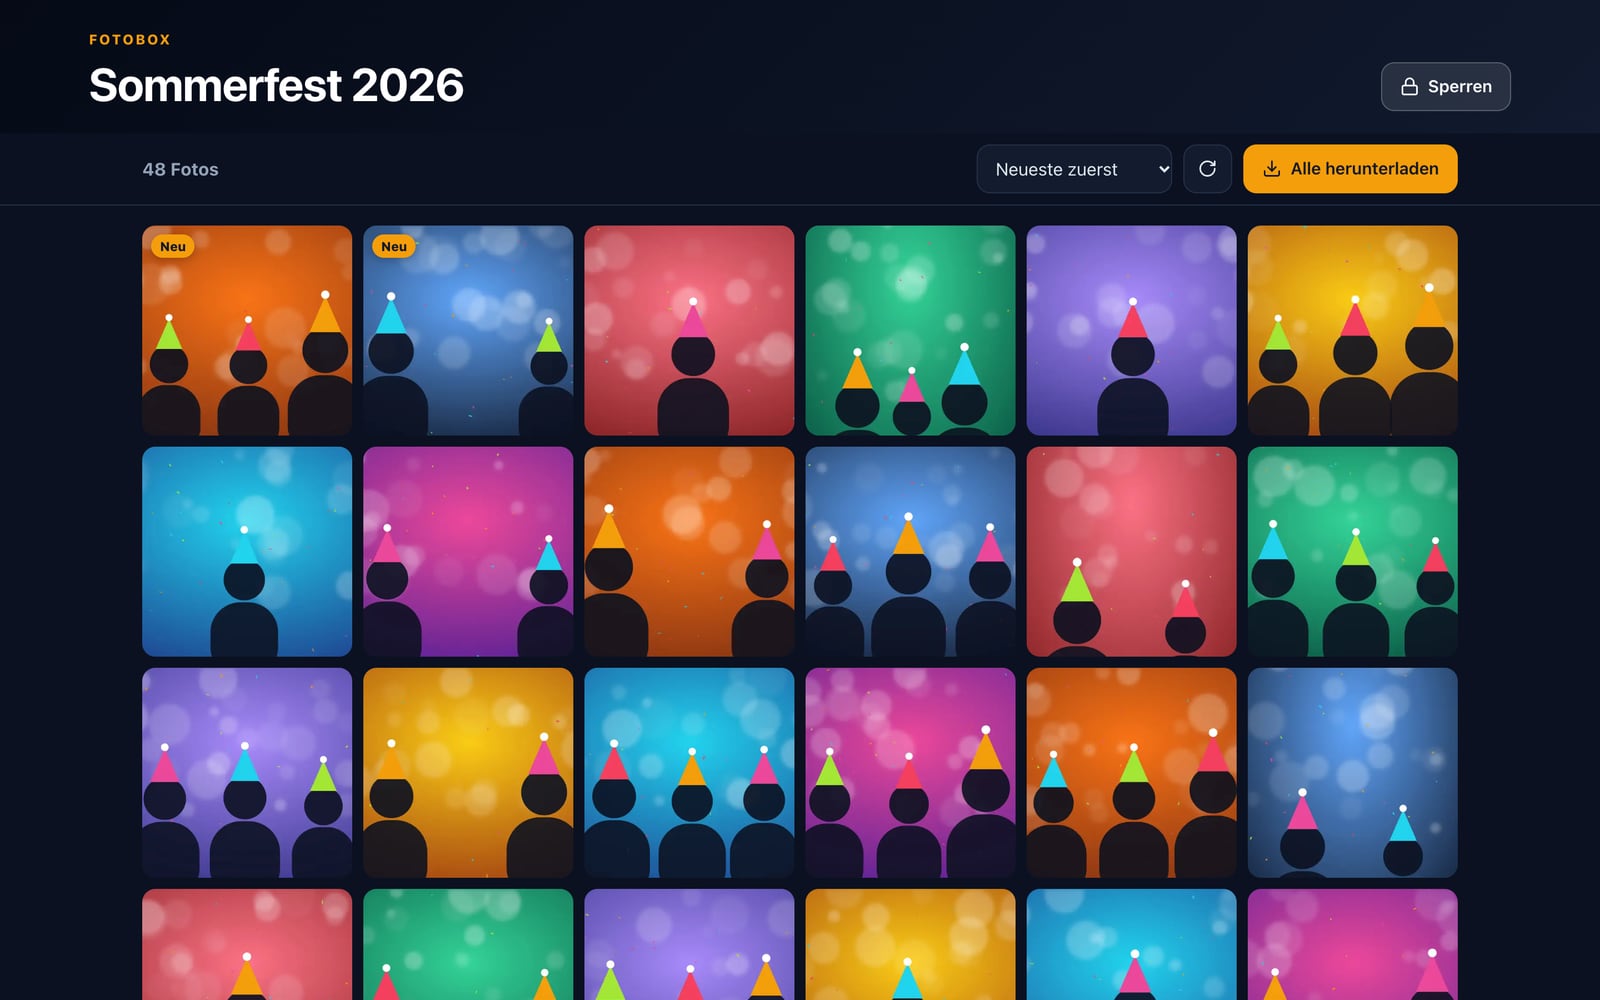 FOTOBOX
Sommerfest 2026
Sperren
48 Fotos
Neueste zuerst
Alle herunterladen
Neu
Neu